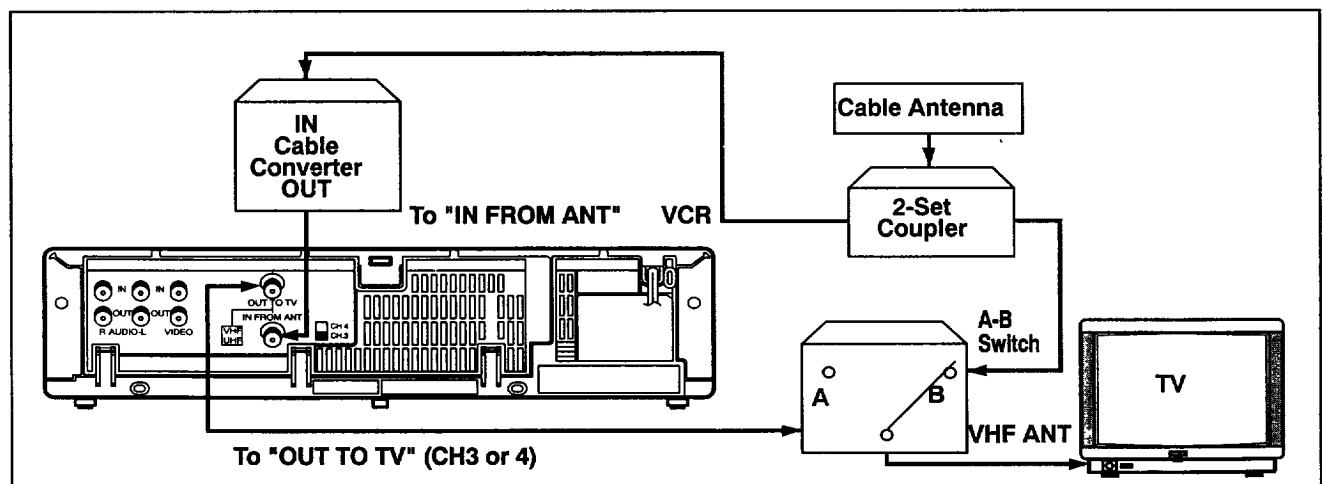 IN
Cable
Converter
OUT
Cable Antenna
2-Set
Coupler
To "IN FROM ANT"
VCR
IN IN
OUT OUT
R AUDIO-L VIDEO
OUT TO TV
IN FROM ANT
VHF
UHF
CH 4
CH 3
A-B
Switch
A
B
TV
VHF ANT
To "OUT TO TV" (CH3 or 4)